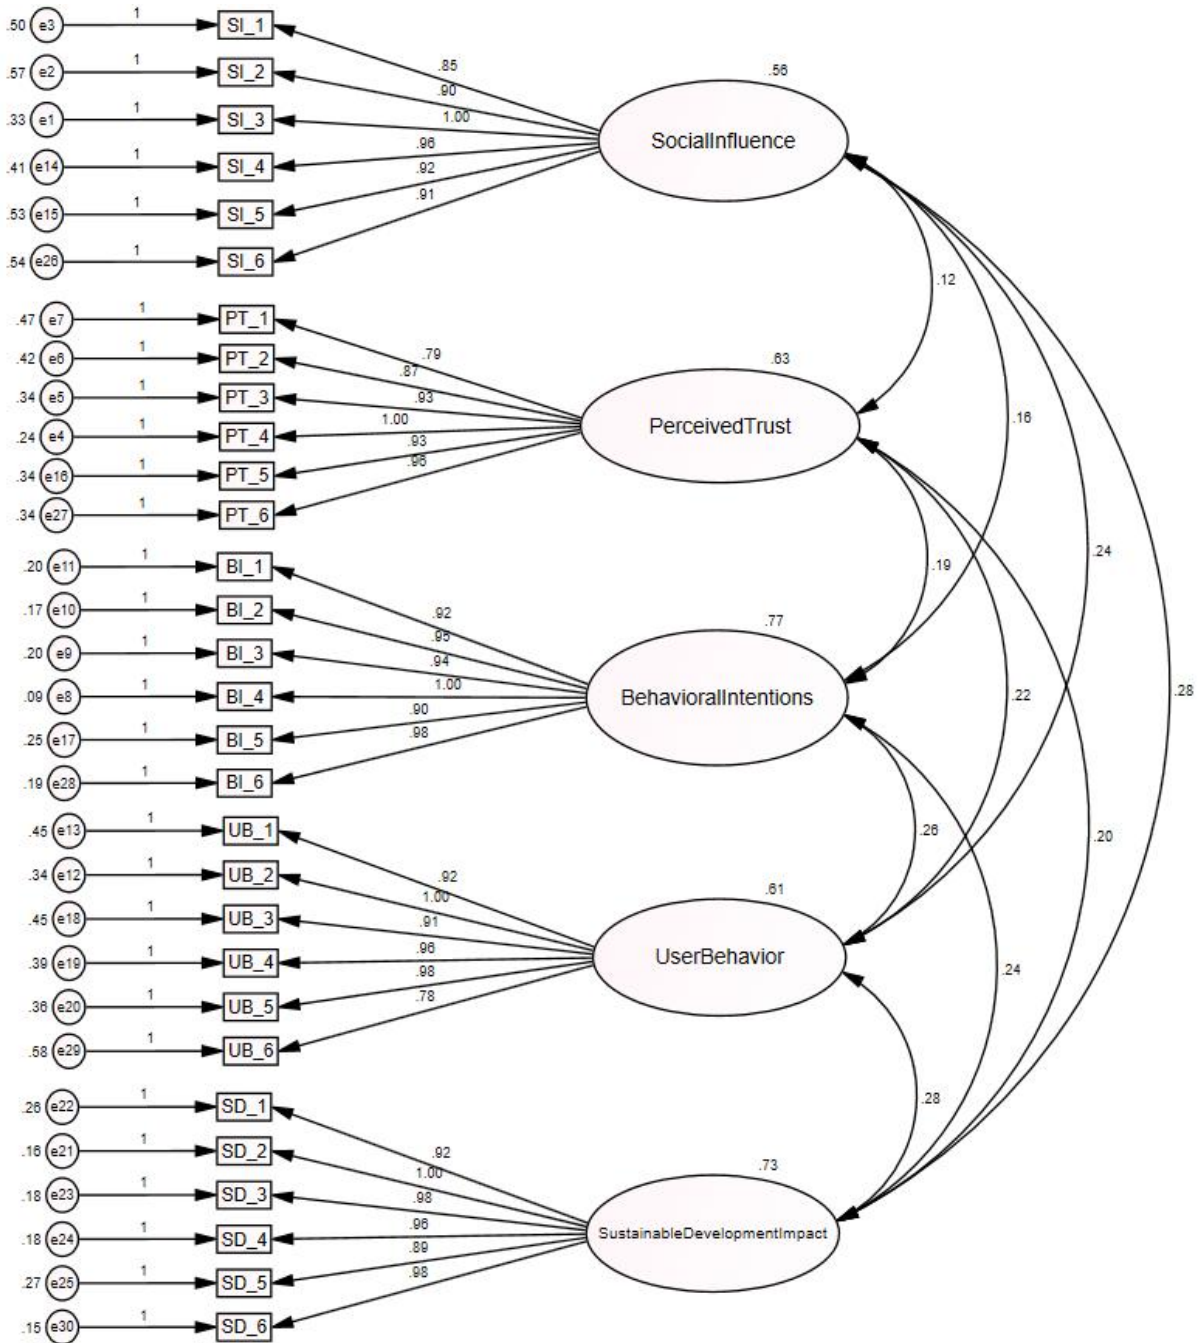 .50 e3 1 SI_1
.57 e2 1 SI_2
.33 e1 1 SI_3
.41 e14 1 SI_4
.53 e15 1 SI_5
.54 e26 1 SI_6
.85
.90
1.00
.96
.92
.91
.56
SocialInfluence
.47 e7 1 PT_1
.42 e6 1 PT_2
.34 e5 1 PT_3
.24 e4 1 PT_4
.34 e16 1 PT_5
.34 e27 1 PT_6
.79
.87
.93
1.00
.93
.96
.63
PerceivedTrust
.20 e11 1 BI_1
.17 e10 1 BI_2
.20 e9 1 BI_3
.09 e8 1 BI_4
.25 e17 1 BI_5
.19 e28 1 BI_6
.92
.95
.94
1.00
.90
.98
.77
BehavioralIntentions
.45 e13 1 UB_1
.34 e12 1 UB_2
.45 e18 1 UB_3
.39 e19 1 UB_4
.36 e20 1 UB_5
.58 e29 1 UB_6
.92
1.00
.91
.96
.98
.78
.61
UserBehavior
.26 e22 1 SD_1
.16 e21 1 SD_2
.18 e23 1 SD_3
.18 e24 1 SD_4
.27 e25 1 SD_5
.15 e30 1 SD_6
.92
1.00
.98
.96
.89
.98
.73
SustainableDevelopmentImpact
.12
.16
.24
.28
.19
.22
.20
.26
.24
.28